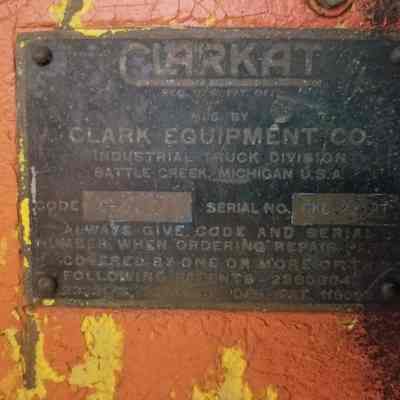 CLARKAT
REG. U.S. PAT. OFF.
MFG BY
CLARK EQUIPMENT CO.
INDUSTRIAL TRUCK DIVISION
BATTLE CREEK, MICHIGAN U.S.A.
CODE SERIAL NO.
ALWAYS GIVE CODE AND SERIAL
NUMBER WHEN ORDERING REPAIR
COVERED BY ONE OR MORE OF
FOLLOWING PATENTS